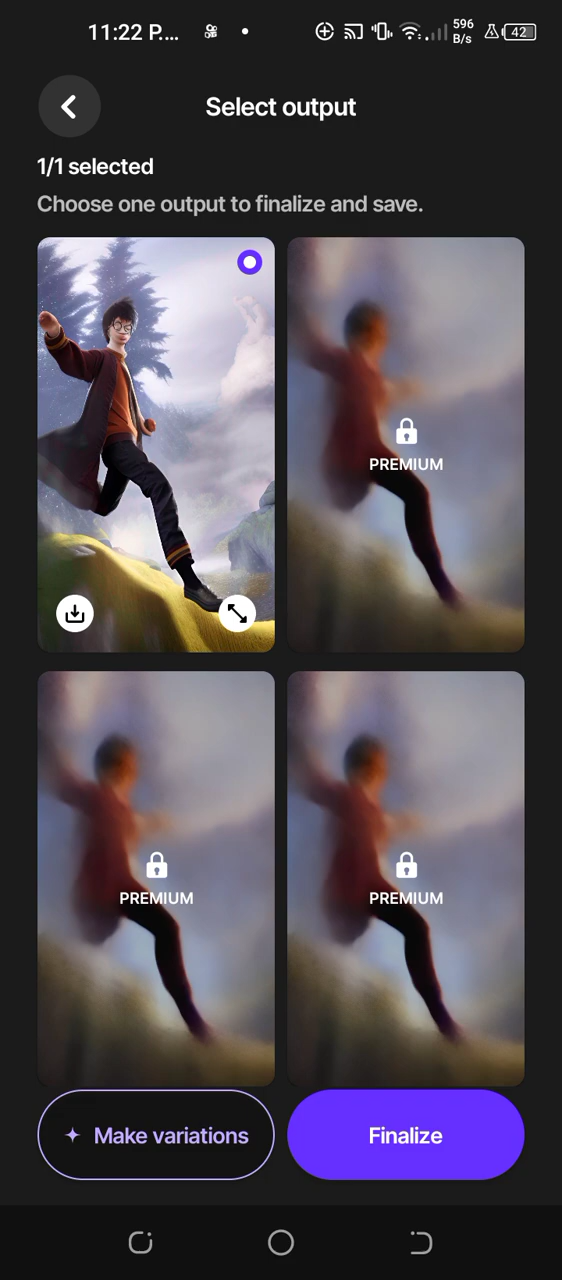 11:22 P.... 596
B/s 42
Select output
1/1 selected
Choose one output to finalize and save.
PREMIUM
PREMIUM
PREMIUM
Make variations
Finalize